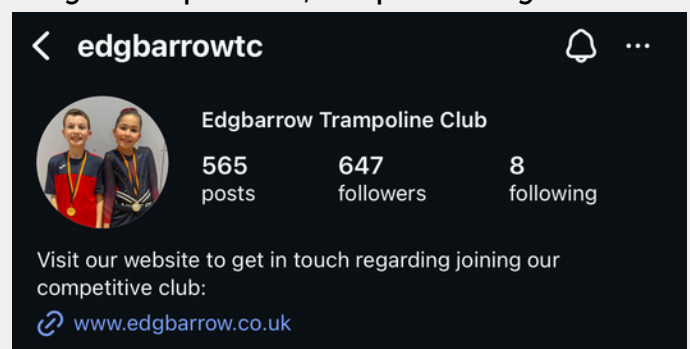 edgbarrowtc
Edgbarrow Trampoline Club
565 647 8
posts followers following
Visit our website to get in touch regarding joining our
competitive club:
www.edgbarrow.co.uk